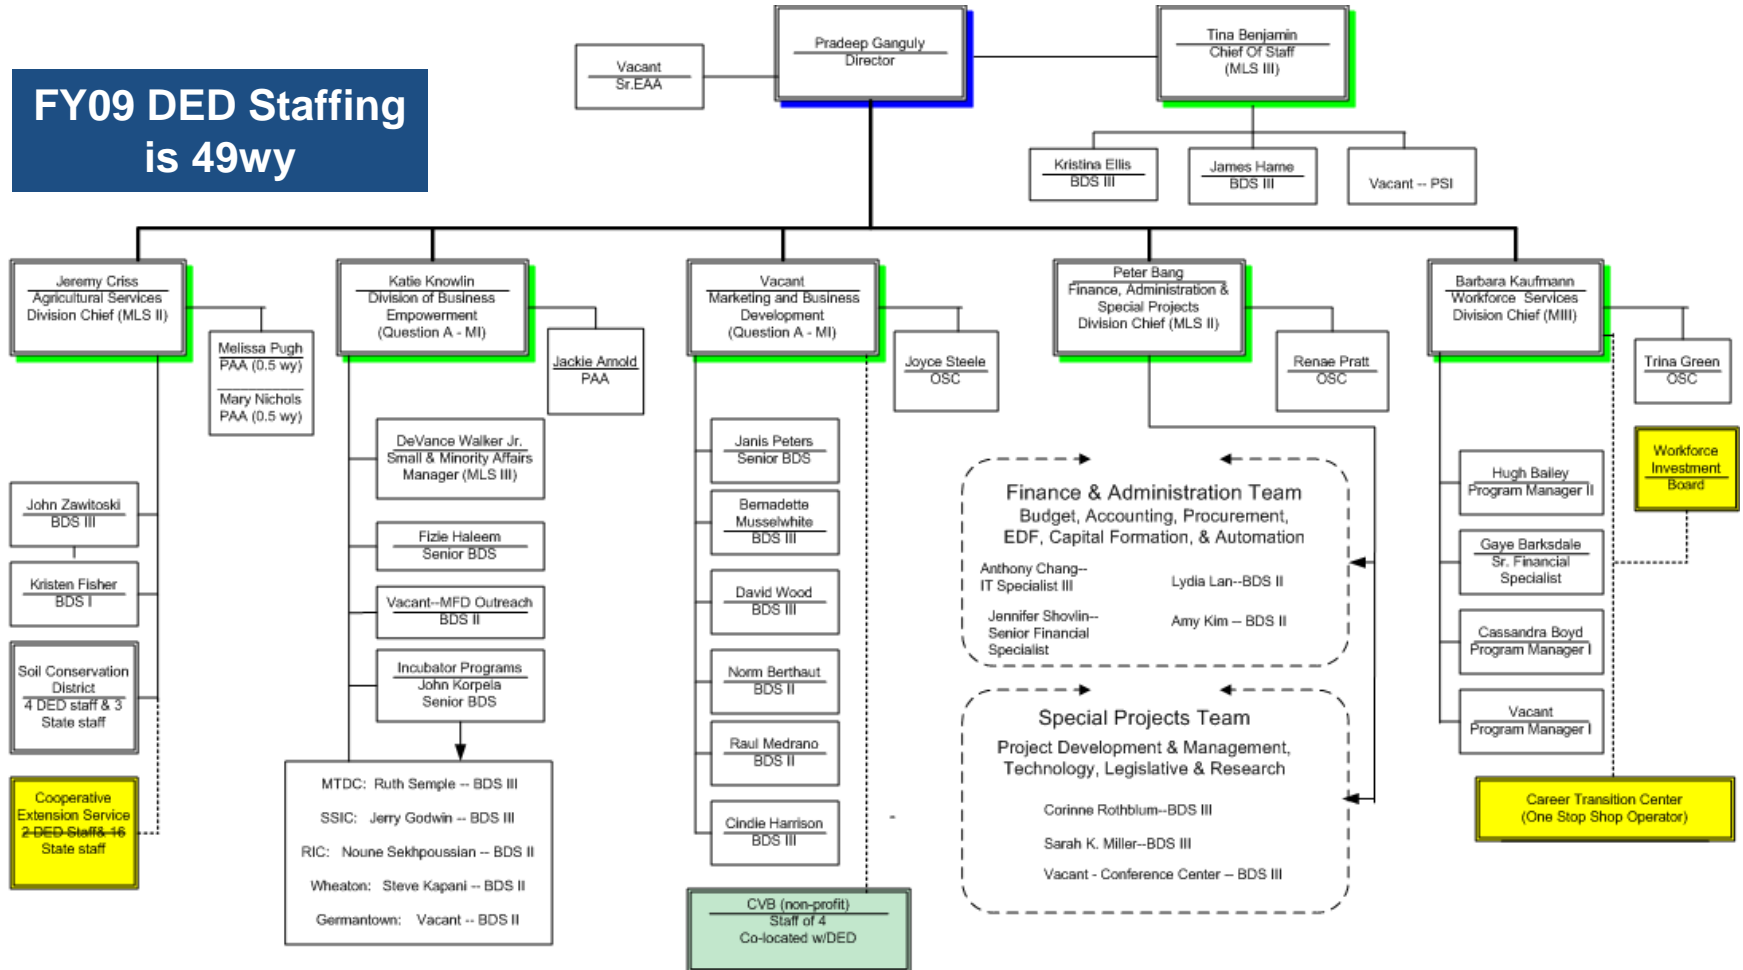 FY09 DED Staffing
is 49wy
Vacant
Sr.EAA
Pradeep Ganguly
Director
Tina Benjamin
Chief Of Staff
(MLS III)
Kristina Ellis
BDS III
James Hame
BDS III
Vacant -- PSI
Jeremy Criss
Agricultural Services
Division Chief (MLS II)
Melissa Pugh
PAA (0.5 wy)
Mary Nichols
PAA (0.5 wy)
John Zawitoski
BDS III
Kristen Fisher
BDS I
Soil Conservation
District
4 DED staff & 3
State staff
Cooperative
Extension Service
2 DED Staff& 16
State staff
Katie Knowlin
Division of Business
Empowerment
(Question A - MI)
Jackie Arnold
PAA
DeVance Walker Jr.
Small & Minority Affairs
Manager (MLS III)
Fizie Haleem
Senior BDS
Vacant--MFD Outreach
BDS II
Incubator Programs
John Korpela
Senior BDS
MTDC: Ruth Semple -- BDS III
SSIC: Jerry Godwin -- BDS III
RIC: Noune Sekhpoussian -- BDS II
Wheaton: Steve Kapani -- BDS II
Germantown: Vacant -- BDS II
Vacant
Marketing and Business
Development
(Question A - MI)
Joyce Steele
OSC
Janis Peters
Senior BDS
Bernadette
Musselwhite
BDS III
David Wood
BDS III
Norm Berthaut
BDS II
Raul Medrano
BDS II
Cindie Harrison
BDS III
CVB (non-profit)
Staff of 4
Co-located w/DED
Peter Bang
Finance, Administration &
Special Projects
Division Chief (MLS II)
Renae Pratt
OSC
Finance & Administration Team
Budget, Accounting, Procurement,
EDF, Capital Formation, & Automation
Anthony Chang--
IT Specialist III
Lydia Lan--BDS II
Jennifer Shovlin--
Senior Financial
Specialist
Amy Kim -- BDS II
Special Projects Team
Project Development & Management,
Technology, Legislative & Research
Corinne Rothblum--BDS III
Sarah K. Miller--BDS III
Vacant - Conference Center -- BDS III
Barbara Kaufmann
Workforce Services
Division Chief (MIII)
Trina Green
OSC
Workforce
Investment
Board
Hugh Bailey
Program Manager II
Gaye Barksdale
Sr. Financial
Specialist
Cassandra Boyd
Program Manager I
Vacant
Program Manager I
Career Transition Center
(One Stop Shop Operator)